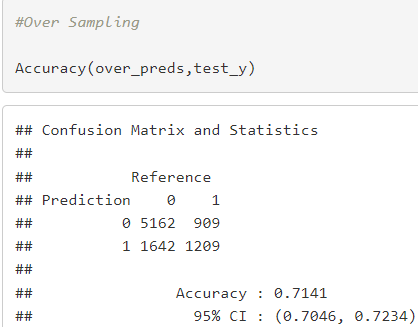 #Over Sampling
Accuracy(over_preds,test_y)
## Confusion Matrix and Statistics
##
##           Reference
## Prediction    0    1
##          0 5162  909
##          1 1642 1209
##
##                Accuracy : 0.7141
##                  95% CI : (0.7046, 0.7234)